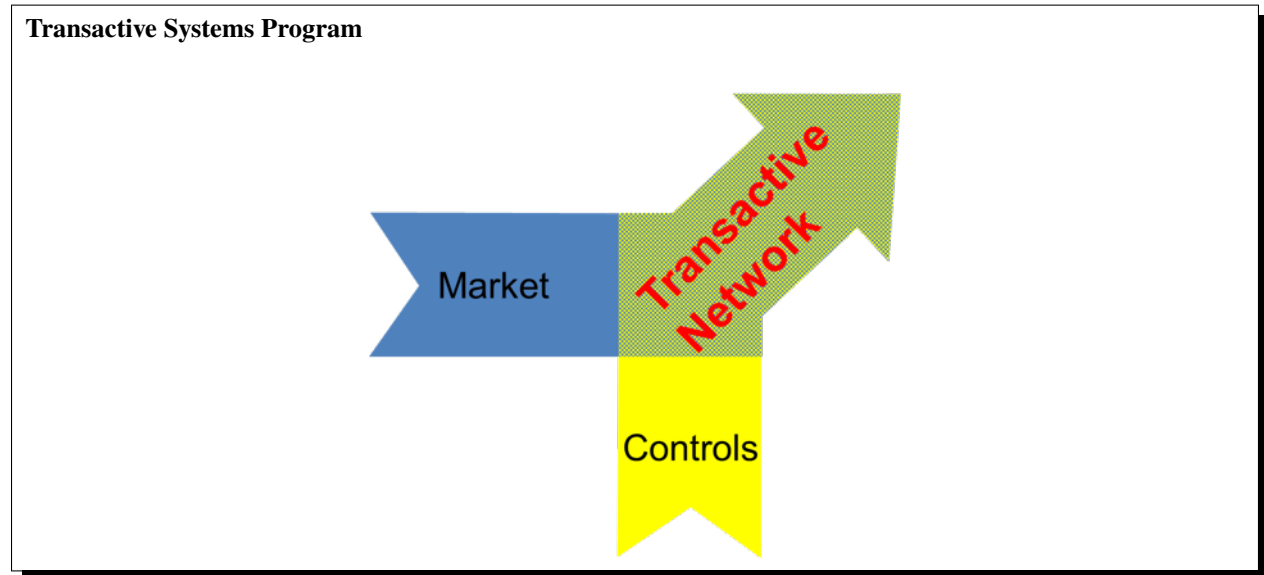 Transactive Systems Program
Market
Transactive
Network
Controls